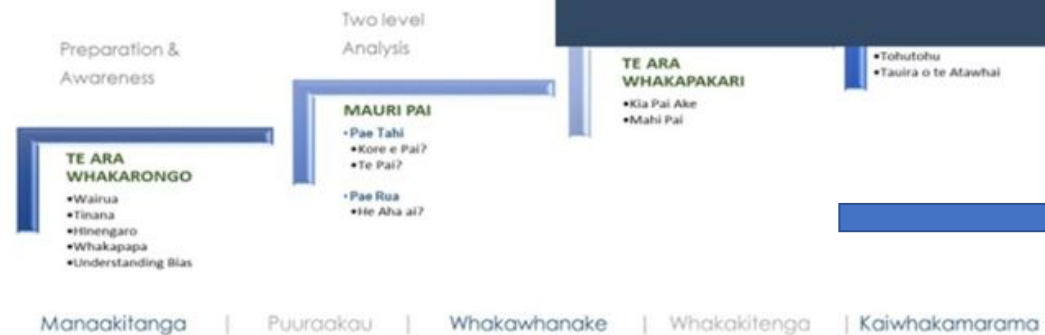 Preparation &
Awareness
TE ARA
WHAKARONGO
•Wairua
•Tinana
•Hinengaro
•Whakapapa
•Understanding Bias
Two level
Analysis
MAURI PAI
•Pae Tahi
•Kore e Pai?
•Te Pai?
•Pae Rua
•He Aha ai?
TE ARA
WHAKAPAKARI
•Kia Pai Ake
•Mahi Pai
•Tohutohu
•Tauira o te Atawhai
Manaakitanga | Puuraakau | Whakawhanake | Whakakitenga | Kaiwhakamarama